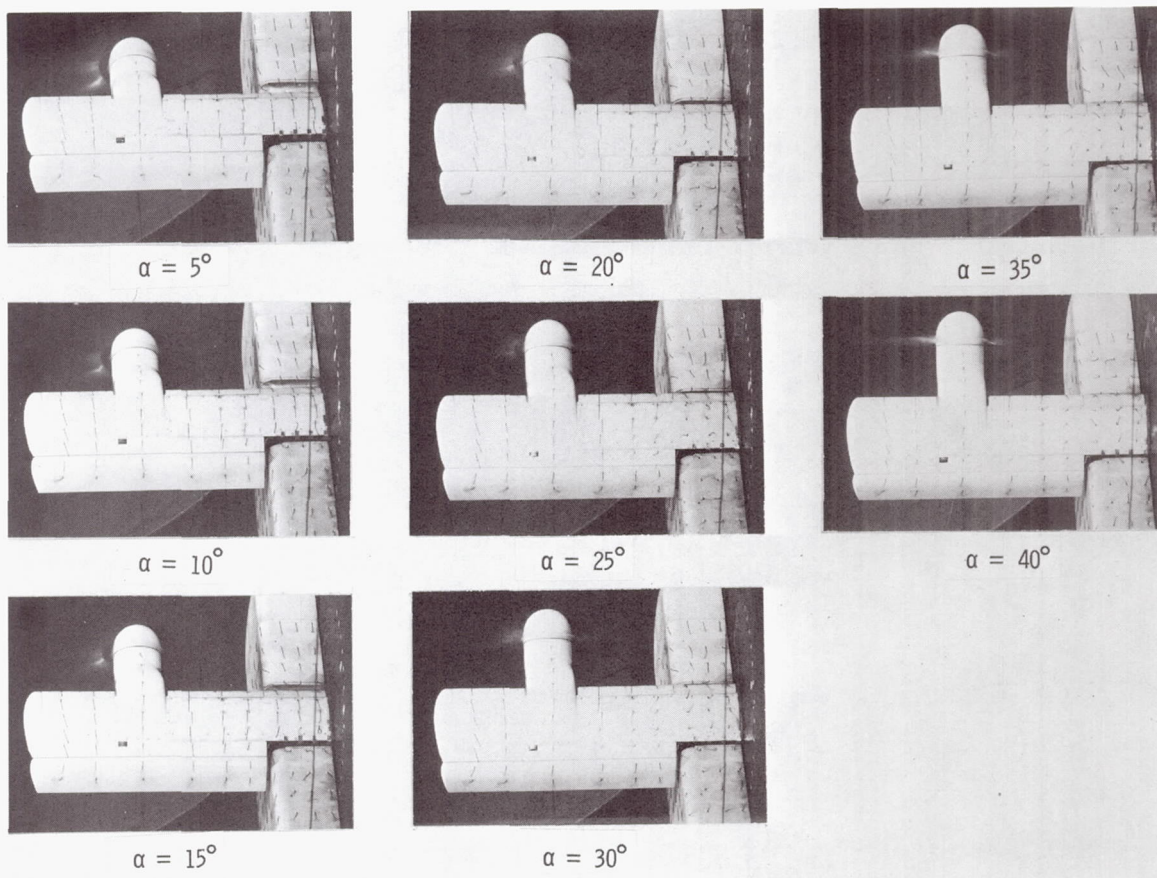 α = 5°
α = 20°
α = 35°
α = 10°
α = 25°
α = 40°
α = 15°
α = 30°